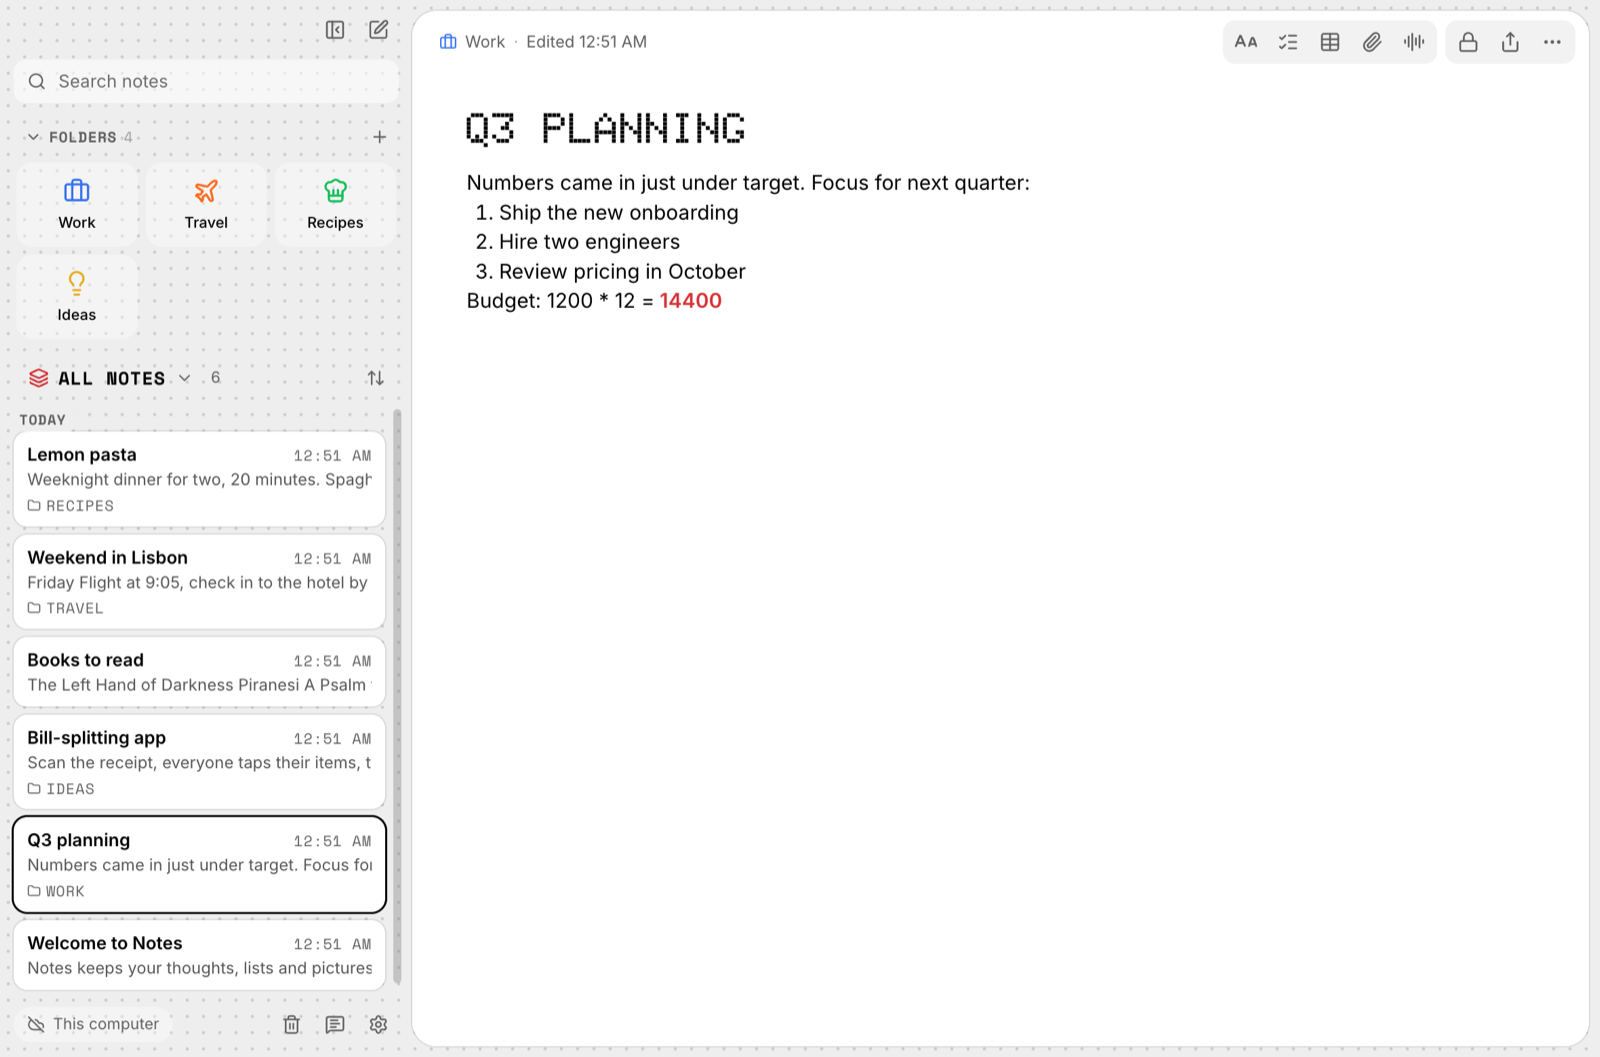 Search notes
FOLDERS 4
Work
Travel
Recipes
Ideas
ALL NOTES 6
TODAY
Lemon pasta 12:51 AM
Weeknight dinner for two, 20 minutes. Spagh
RECIPES
Weekend in Lisbon 12:51 AM
Friday Flight at 9:05, check in to the hotel by
TRAVEL
Books to read 12:51 AM
The Left Hand of Darkness Piranesi A Psalm
Bill-splitting app 12:51 AM
Scan the receipt, everyone taps their items, t
IDEAS
Q3 planning 12:51 AM
Numbers came in just under target. Focus for
WORK
Welcome to Notes 12:51 AM
Notes keeps your thoughts, lists and pictures
This computer
Work · Edited 12:51 AM
AA
Q3 PLANNING
Numbers came in just under target. Focus for next quarter:
1. Ship the new onboarding
2. Hire two engineers
3. Review pricing in October
Budget: 1200 * 12 = 14400